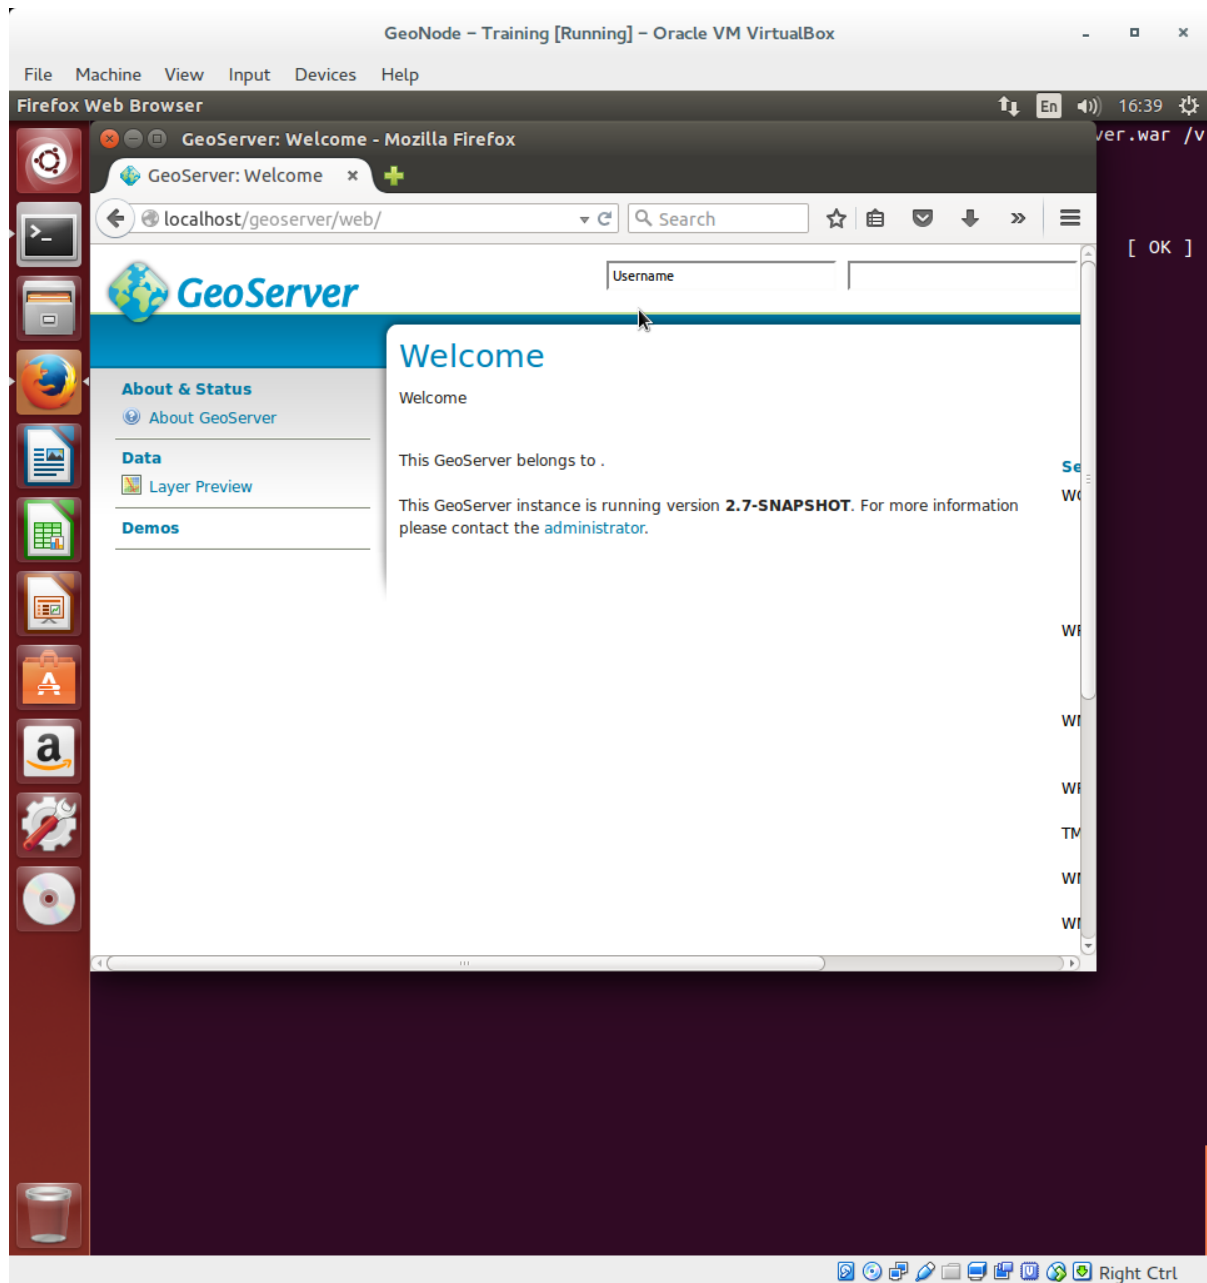 GeoNode – Training [Running] – Oracle VM VirtualBox
File Machine View Input Devices Help
Firefox Web Browser
En
16:39
GeoServer: Welcome - Mozilla Firefox
ver.war /v
GeoServer: Welcome
localhost/geoserver/web/
Search
[ OK ]
GeoServer
Username
Welcome
About & Status
Welcome
About GeoServer
Data
This GeoServer belongs to .
Se
Layer Preview
This GeoServer instance is running version 2.7-SNAPSHOT. For more information
please contact the administrator.
Demos
TM
Right Ctrl